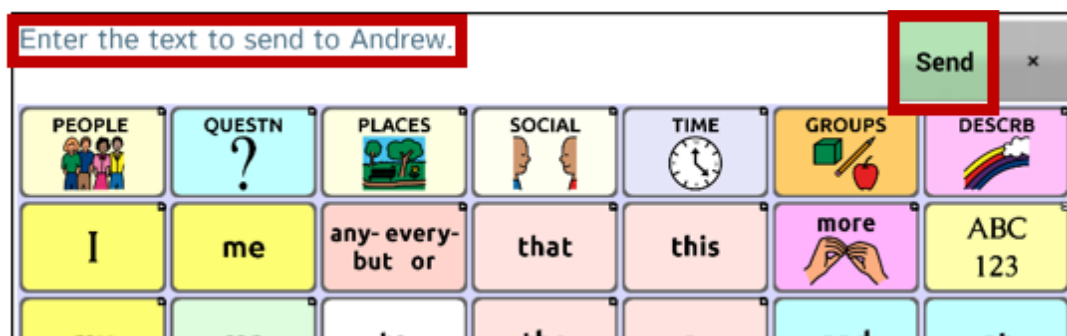 Enter the text to send to Andrew.
Send ×
PEOPLE QUESTN PLACES SOCIAL TIME GROUPS DESCRB
?
I me any- every- that this more ABC
but or 123